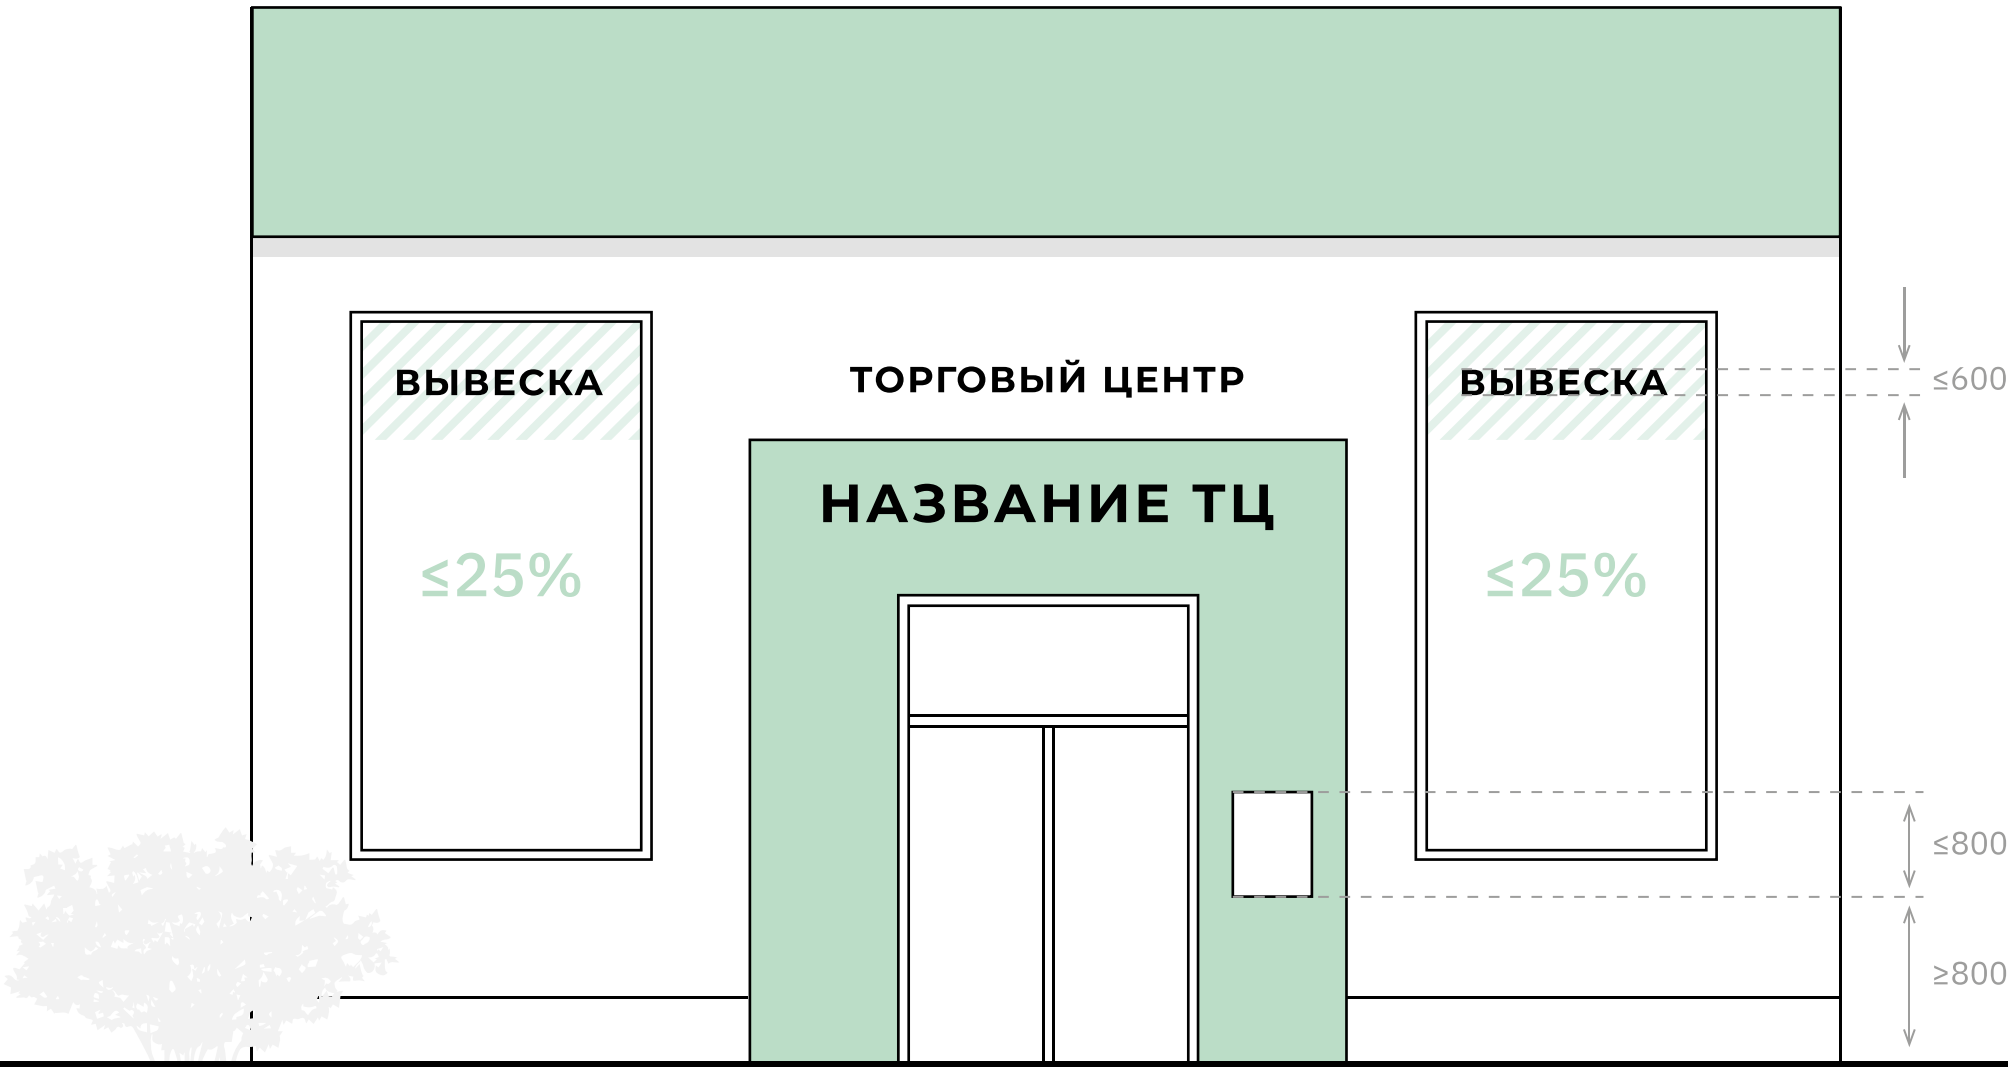 ВЫВЕСКА
ТОРГОВЫЙ ЦЕНТР
ВЫВЕСКА
≤600
НАЗВАНИЕ ТЦ
≤25%
≤25%
≤800
≥800